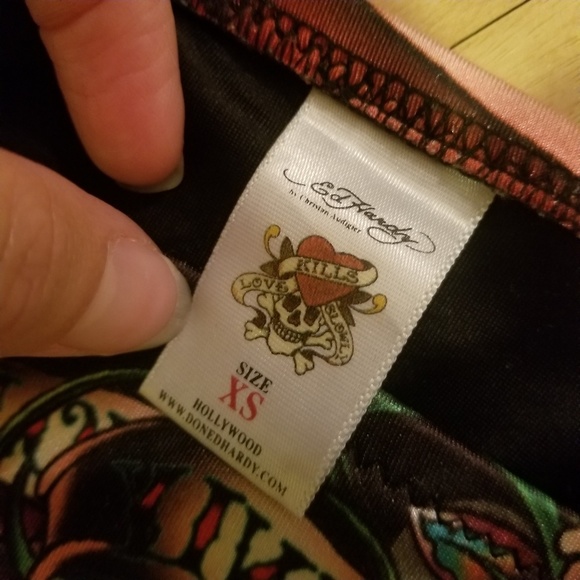 Ed Hardy
by Christian Audigier
KILLS
LOVE SLOWLY
SIZE
XS
HOLLYWOOD
WWW.DONEDHARDY.COM